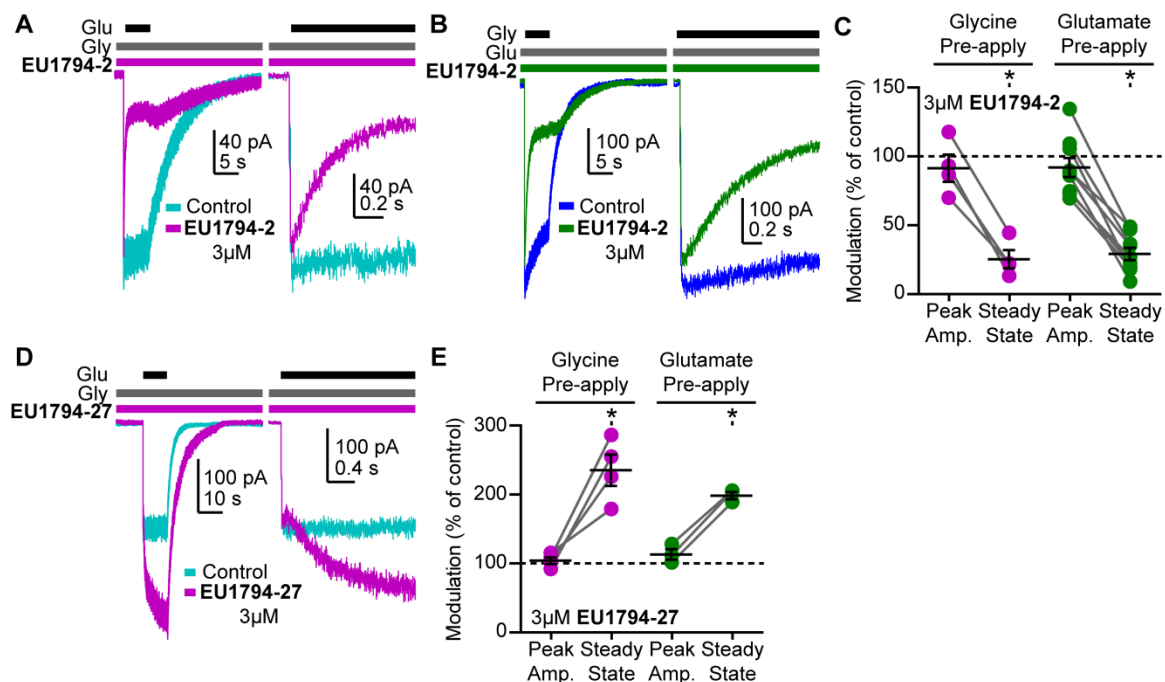 A
Glu
Gly
EU1794-2
40 pA
5 s
40 pA
0.2 s
Control
EU1794-2
3µM
B
Gly
Glu
EU1794-2
100 pA
5 s
100 pA
0.2 s
Control
EU1794-2
3µM
C
Glycine Glutamate
Pre-apply Pre-apply
* *
3µM EU1794-2
Modulation (% of control)
150
100
50
0
Peak Steady Peak Steady
Amp. State Amp. State
D
Glu
Gly
EU1794-27
100 pA
10 s
100 pA
0.4 s
Control
EU1794-27
3µM
E
Glycine Glutamate
Pre-apply Pre-apply
* *
Modulation (% of control)
300
200
100
0
3µM EU1794-27
Peak Steady Peak Steady
Amp. State Amp. State